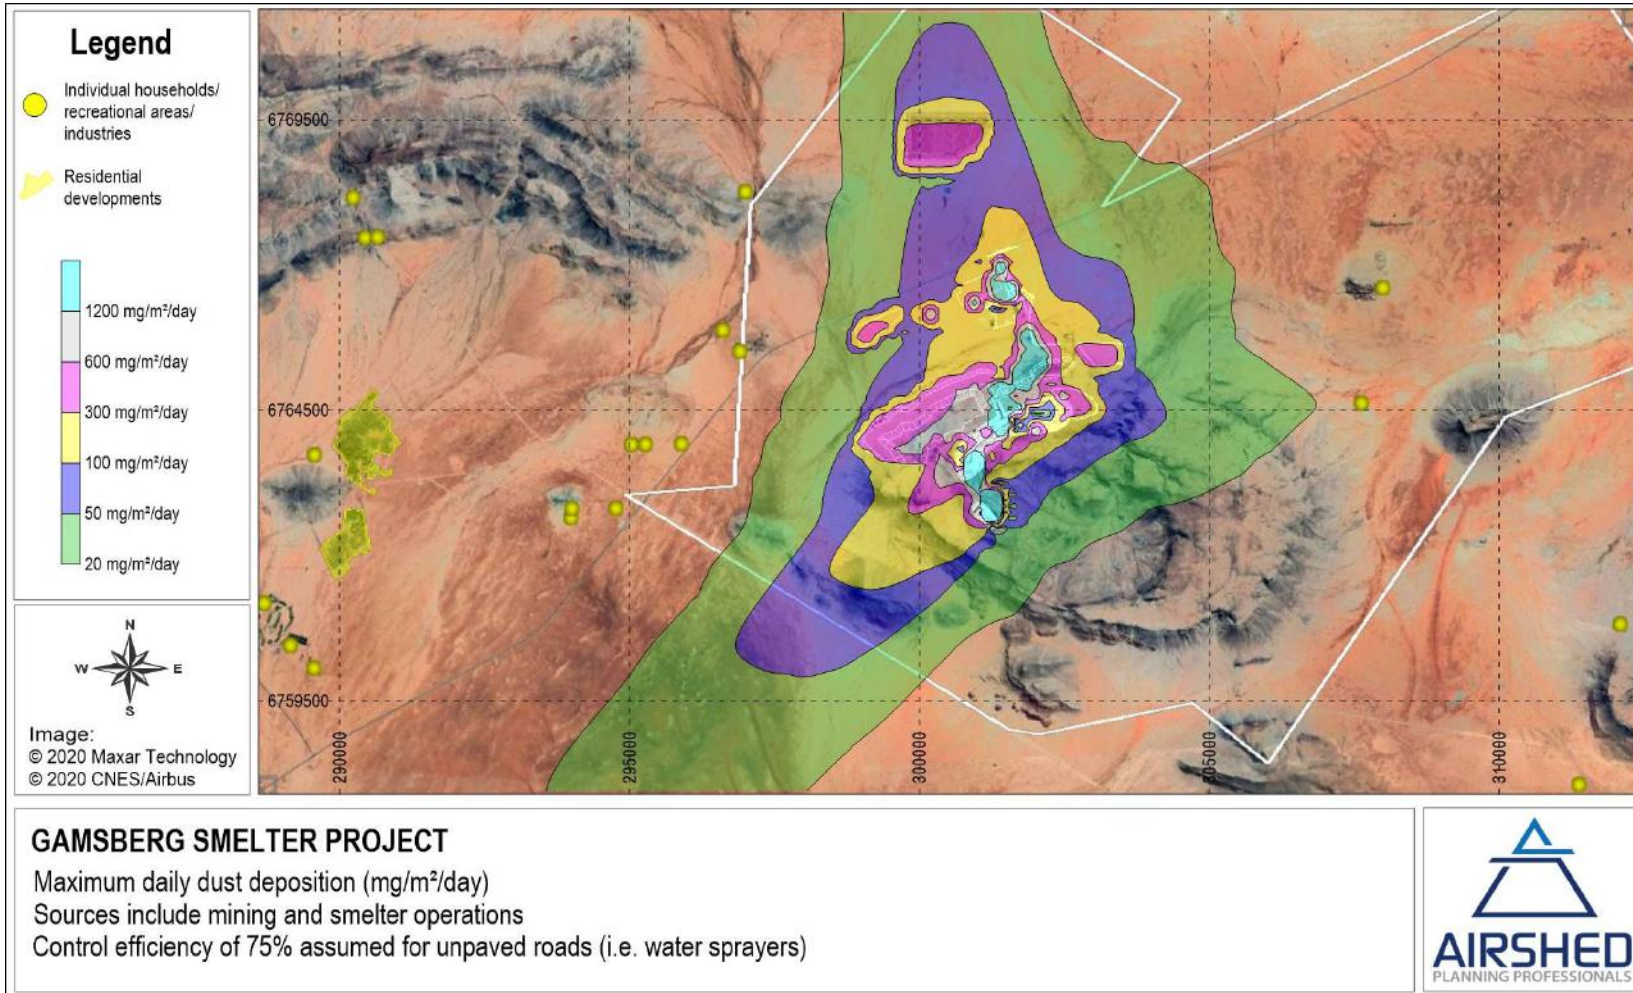 Legend
Individual households/
recreational areas/
industries
Residential
developments
1200 mg/m²/day
600 mg/m²/day
300 mg/m²/day
100 mg/m²/day
50 mg/m²/day
20 mg/m²/day
N
W E
S
Image:
© 2020 Maxar Technology
© 2020 CNES/Airbus
6769500
6764500
6759500
290000
295000
300000
305000
310000
GAMSBERG SMELTER PROJECT
Maximum daily dust deposition (mg/m²/day)
Sources include mining and smelter operations
Control efficiency of 75% assumed for unpaved roads (i.e. water sprayers)
AIRSHED
PLANNING PROFESSIONALS